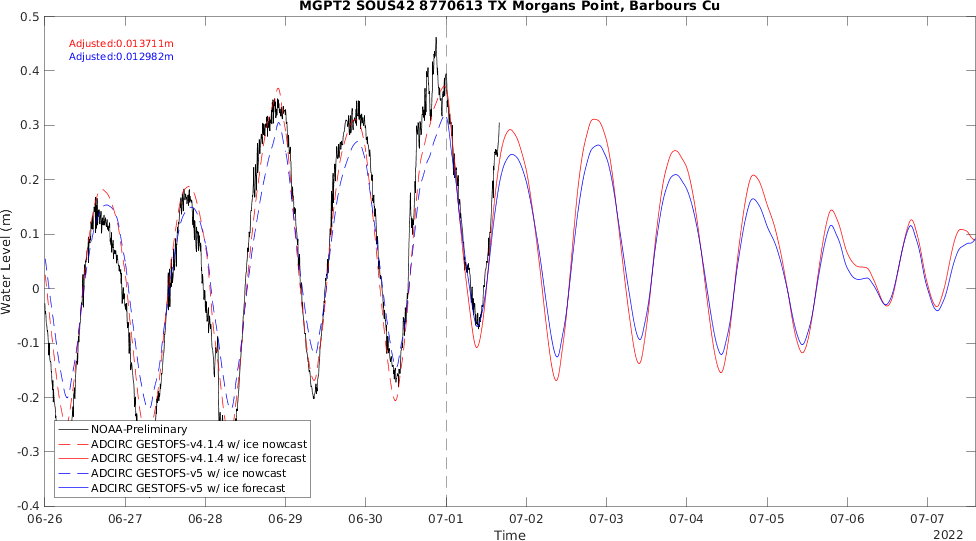 MGPT2 SOUS42 8770613 TX Morgans Point, Barbours Cu
Adjusted:0.013711m
Adjusted:0.012982m
0.5
0.4
0.3
0.2
0.1
0
-0.1
-0.2
-0.3
-0.4
Water Level (m)
NOAA-Preliminary
ADCIRC GESTOFS-v4.1.4 w/ ice nowcast
ADCIRC GESTOFS-v4.1.4 w/ ice forecast
ADCIRC GESTOFS-v5 w/ ice nowcast
ADCIRC GESTOFS-v5 w/ ice forecast
06-26 06-27 06-28 06-29 06-30 07-01 07-02 07-03 07-04 07-05 07-06 07-07
Time
2022